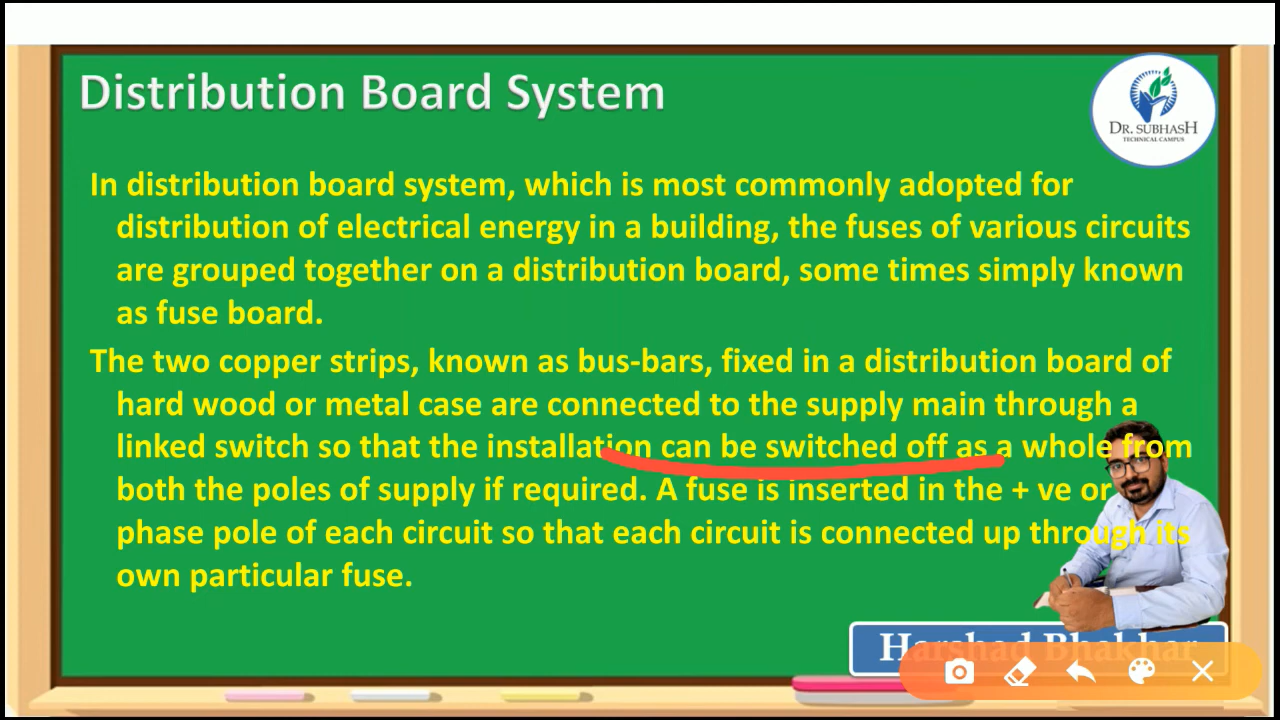 Distribution Board System
DR. SUBHASH
TECHNICAL CAMPUS
In distribution board system, which is most commonly adopted for
distribution of electrical energy in a building, the fuses of various circuits
are grouped together on a distribution board, some times simply known
as fuse board.
The two copper strips, known as bus-bars, fixed in a distribution board of
hard wood or metal case are connected to the supply main through a
linked switch so that the installation can be switched off as a whole from
both the poles of supply if required. A fuse is inserted in the + ve or
phase pole of each circuit so that each circuit is connected up through its
own particular fuse.
Harshad Bhakhar